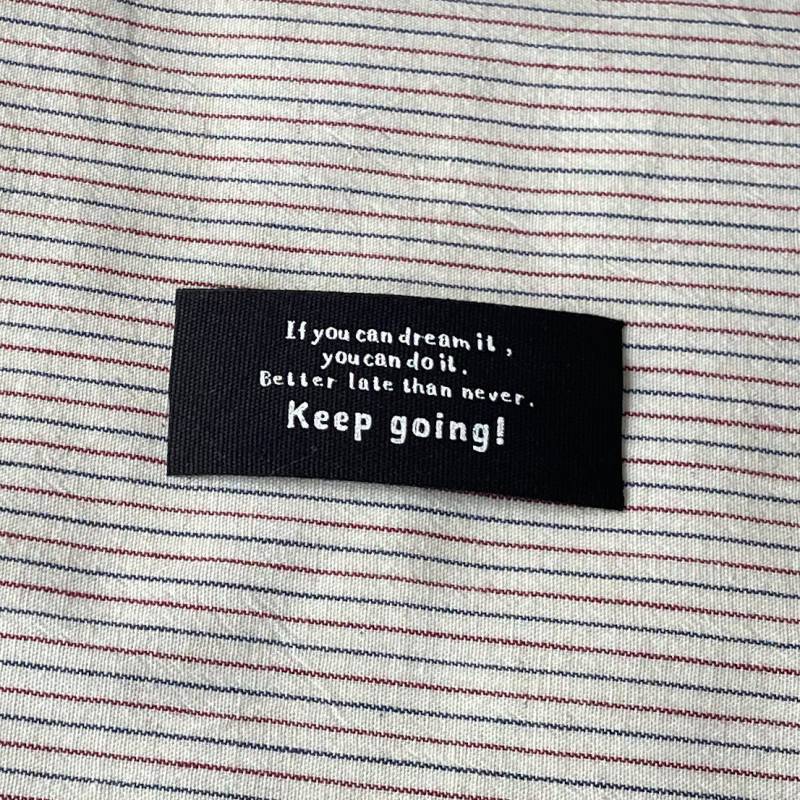 If you can dream it ,
you can do it.
Better late than never.
Keep going!